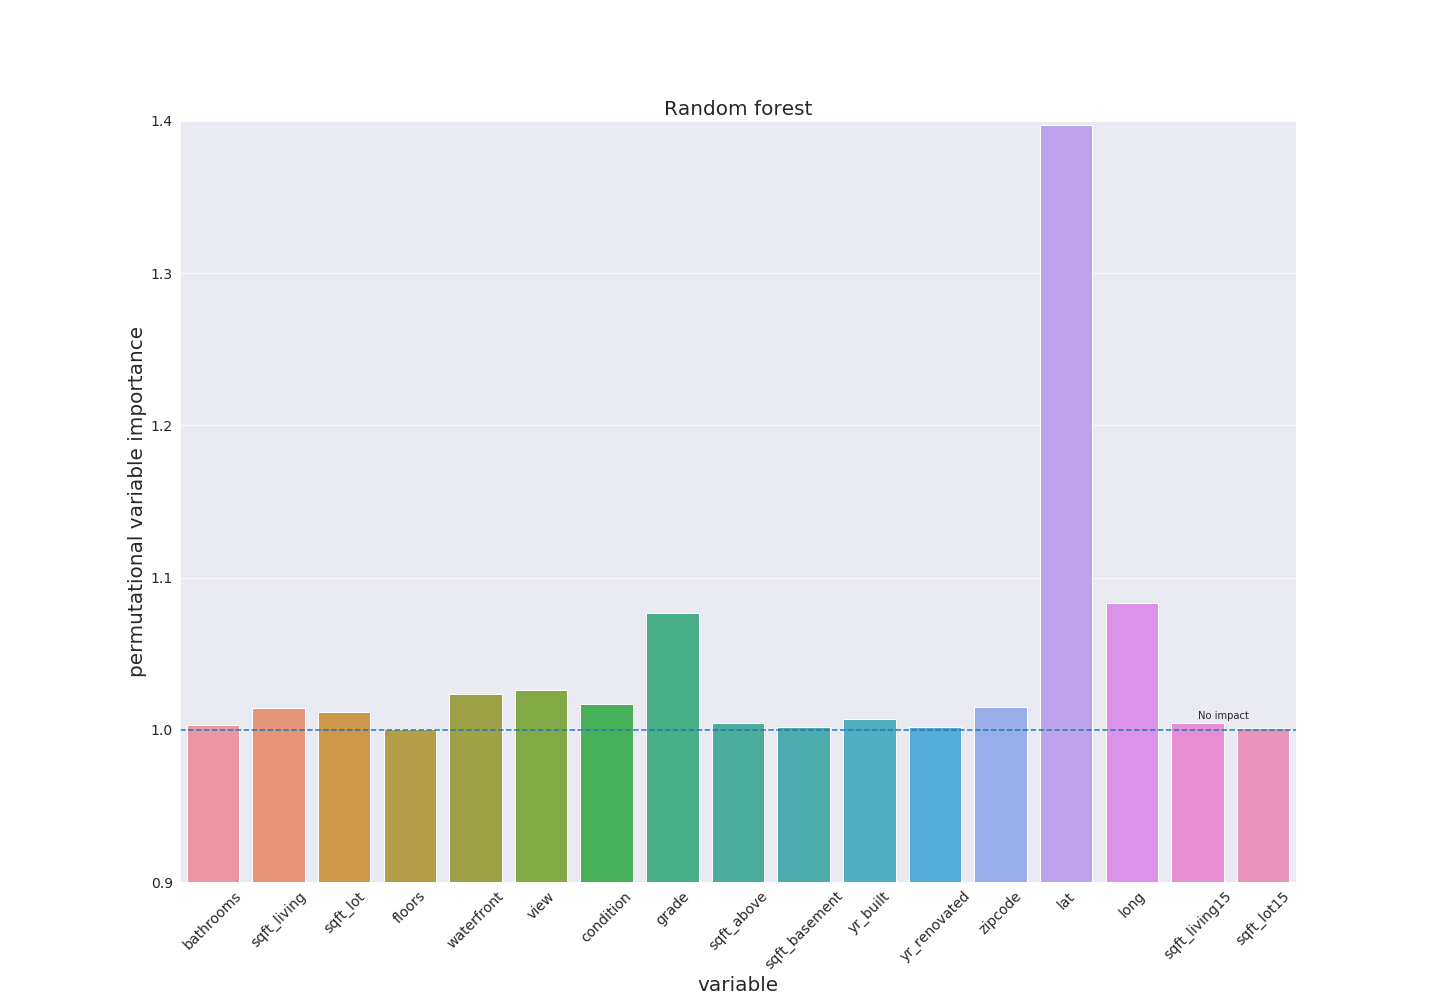 Random forest
permutational variable importance
1.4
1.3
1.2
1.1
1.0
0.9
No impact
bathrooms
sqft_living
sqft_lot
floors
waterfront
view
condition
grade
sqft_above
sqft_basement
yr_built
yr_renovated
zipcode
lat
long
sqft_living15
sqft_lot15
variable